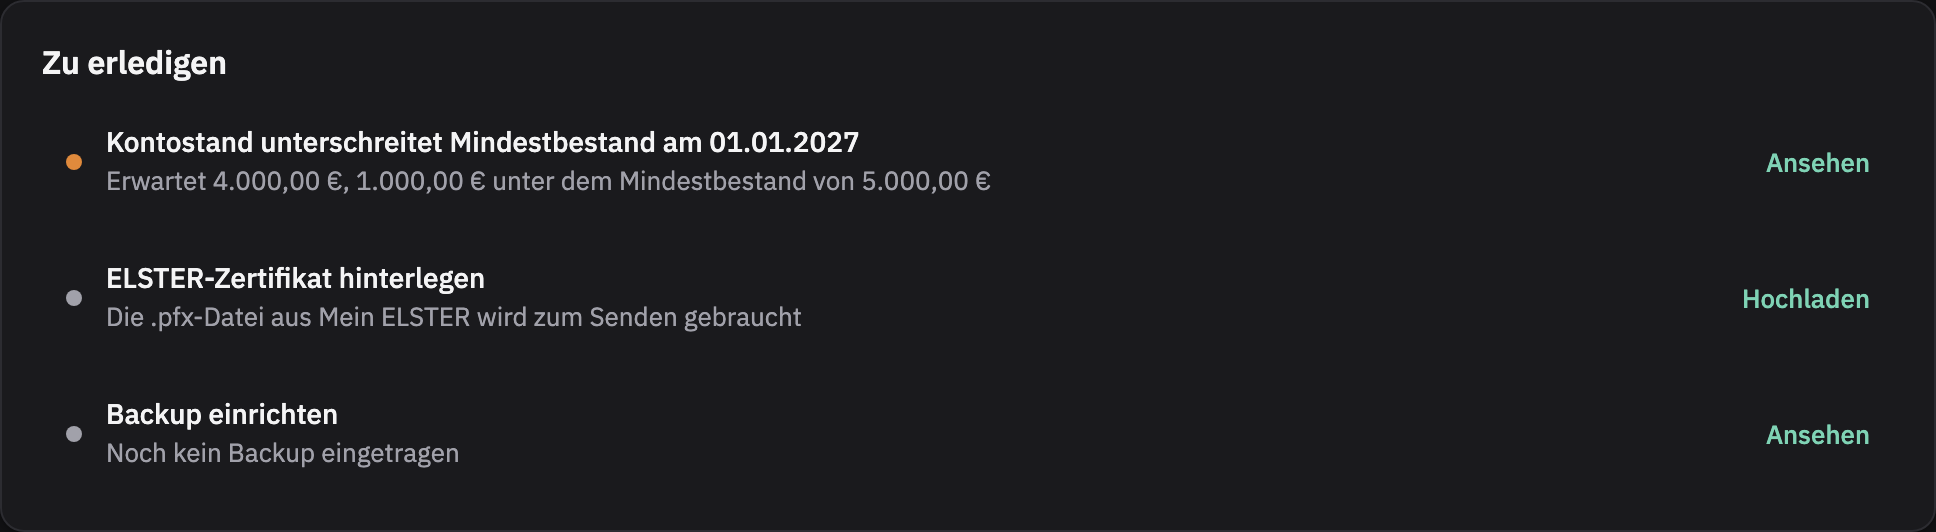 Zu erledigen
Kontostand unterschreitet Mindestbestand am 01.01.2027
Erwartet 4.000,00 €, 1.000,00 € unter dem Mindestbestand von 5.000,00 €
Ansehen
ELSTER-Zertifikat hinterlegen
Die .pfx-Datei aus Mein ELSTER wird zum Senden gebraucht
Hochladen
Backup einrichten
Noch kein Backup eingetragen
Ansehen